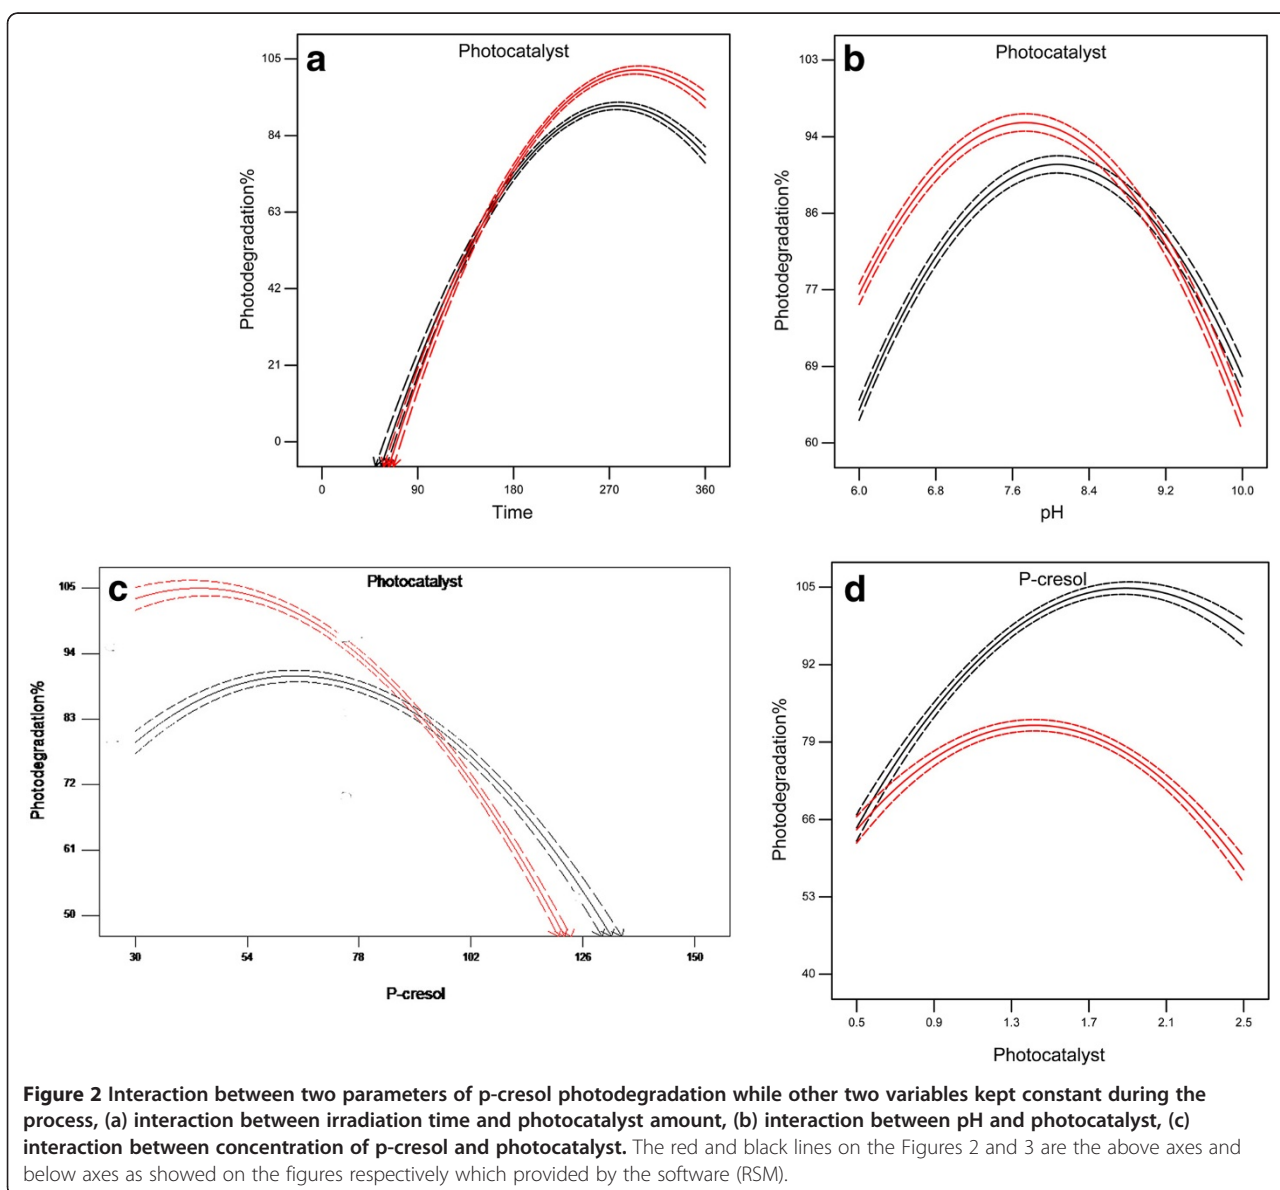 a
Photocatalyst
105
84
63
42
21
0
Photodegradation%
0 90 180 270 360
Time
b
Photocatalyst
103
94
86
77
69
60
Photodegradation%
6.0 6.8 7.6 8.4 9.2 10.0
pH
c
Photocatalyst
105
94
83
72
61
50
Photodegradation%
30 54 78 102 126 150
P-cresol
d
P-cresol
105
92
79
66
53
40
Photodegradation%
0.5 0.9 1.3 1.7 2.1 2.5
Photocatalyst
Figure 2 Interaction between two parameters of p-cresol photodegradation while other two variables kept constant during the
process, (a) interaction between irradiation time and photocatalyst amount, (b) interaction between pH and photocatalyst, (c)
interaction between concentration of p-cresol and photocatalyst. The red and black lines on the Figures 2 and 3 are the above axes and
below axes as showed on the figures respectively which provided by the software (RSM).